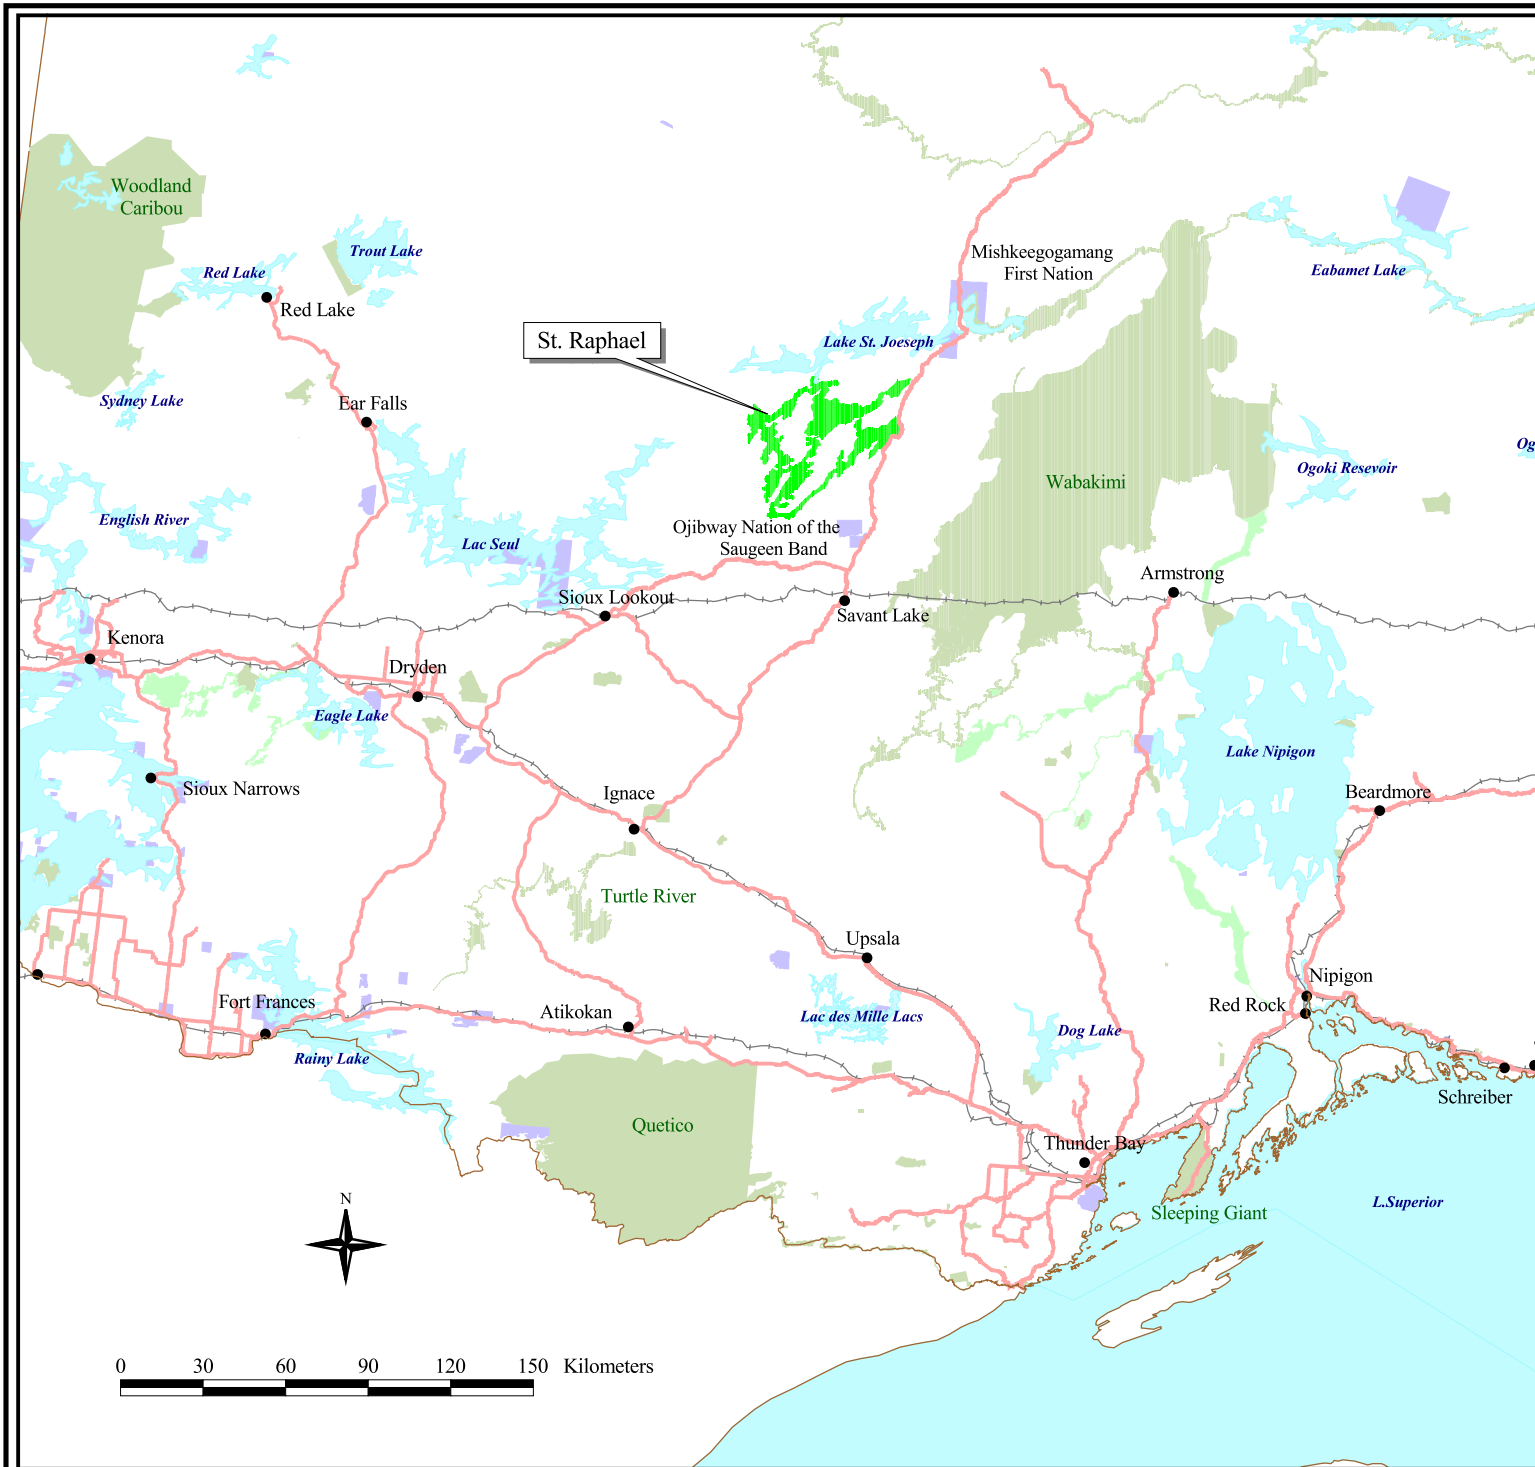 Woodland
Caribou
Trout Lake
Red Lake
Red Lake
Mishkeegogamang
First Nation
Eabamet Lake
St. Raphael
Lake St. Joeseph
Sydney Lake
Ear Falls
Og
Ogoki Resevoir
Wabakimi
English River
Lac Seul
Ojibway Nation of the
Saugeen Band
Armstrong
Sioux Lookout
Savant Lake
Kenora
Dryden
Eagle Lake
Lake Nipigon
Sioux Narrows
Ignace
Beardmore
Turtle River
Upsala
Nipigon
Red Rock
Fort Frances
Atikokan
Lac des Mille Lacs
Dog Lake
Rainy Lake
Schreiber
Quetico
Thunder Bay
N
L.Superior
Sleeping Giant
0 30 60 90 120 150 Kilometers